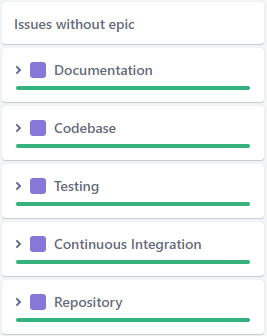 Issues without epic
Documentation
Codebase
Testing
Continuous Integration
Repository